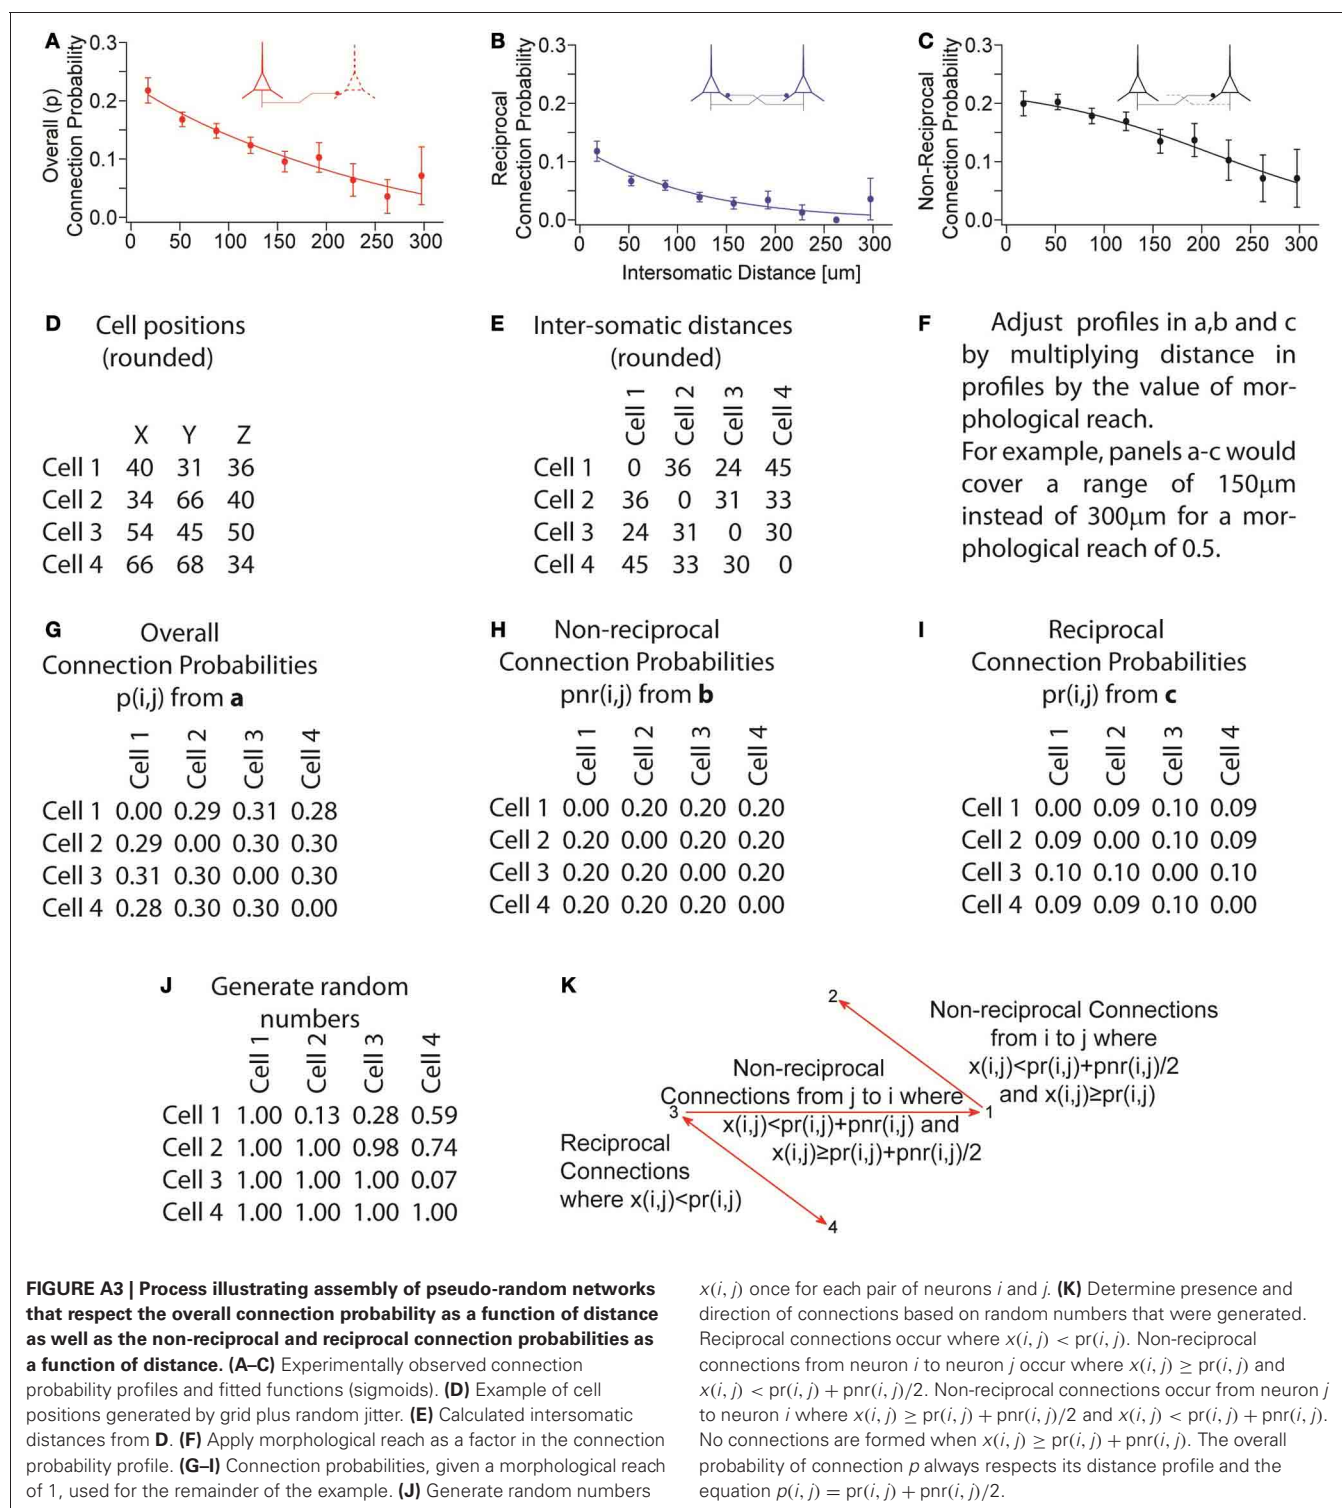 A
Overall (p)
Connection Probability
0.3
0.2
0.1
0.0
0 50 100 150 200 250 300
B
Reciprocal
Connection Probability
0.3
0.2
0.1
0.0
0 50 100 150 200 250 300
Intersomatic Distance [um]
C
Non-Reciprocal
Connection Probability
0.3
0.2
0.1
0.0
0 50 100 150 200 250 300
D Cell positions
(rounded)
X Y Z
Cell 1 40 31 36
Cell 2 34 66 40
Cell 3 54 45 50
Cell 4 66 68 34
E Inter-somatic distances
(rounded)
Cell 1 Cell 2 Cell 3 Cell 4
Cell 1 0 36 24 45
Cell 2 36 0 31 33
Cell 3 24 31 0 30
Cell 4 45 33 30 0
F Adjust profiles in a,b and c
by multiplying distance in
profiles by the value of mor-
phological reach.
For example, panels a-c would
cover a range of 150μm
instead of 300μm for a mor-
phological reach of 0.5.
G Overall
Connection Probabilities
p(i,j) from a
Cell 1 Cell 2 Cell 3 Cell 4
Cell 1 0.00 0.29 0.31 0.28
Cell 2 0.29 0.00 0.30 0.30
Cell 3 0.31 0.30 0.00 0.30
Cell 4 0.28 0.30 0.30 0.00
H Non-reciprocal
Connection Probabilities
pnr(i,j) from b
Cell 1 Cell 2 Cell 3 Cell 4
Cell 1 0.00 0.20 0.20 0.20
Cell 2 0.20 0.00 0.20 0.20
Cell 3 0.20 0.20 0.00 0.20
Cell 4 0.20 0.20 0.20 0.00
I Reciprocal
Connection Probabilities
pr(i,j) from c
Cell 1 Cell 2 Cell 3 Cell 4
Cell 1 0.00 0.09 0.10 0.09
Cell 2 0.09 0.00 0.10 0.09
Cell 3 0.10 0.10 0.00 0.10
Cell 4 0.09 0.09 0.10 0.00
J Generate random
numbers
Cell 1 Cell 2 Cell 3 Cell 4
Cell 1 1.00 0.13 0.28 0.59
Cell 2 1.00 1.00 0.98 0.74
Cell 3 1.00 1.00 1.00 0.07
Cell 4 1.00 1.00 1.00 1.00
K
2
Non-reciprocal Connections
from i to j where
x(i,j)<pr(i,j)+pnr(i,j)/2
and x(i,j)≥pr(i,j)
1
Non-reciprocal
Connections from j to i where
x(i,j)<pr(i,j)+pnr(i,j) and
x(i,j)≥pr(i,j)+pnr(i,j)/2
3
Reciprocal
Connections
where x(i,j)<pr(i,j)
4
FIGURE A3 | Process illustrating assembly of pseudo-random networks
that respect the overall connection probability as a function of distance
as well as the non-reciprocal and reciprocal connection probabilities as
a function of distance. (A–C) Experimentally observed connection
probability profiles and fitted functions (sigmoids). (D) Example of cell
positions generated by grid plus random jitter. (E) Calculated intersomatic
distances from D. (F) Apply morphological reach as a factor in the connection
probability profile. (G–I) Connection probabilities, given a morphological reach
of 1, used for the remainder of the example. (J) Generate random numbers
x(i, j) once for each pair of neurons i and j. (K) Determine presence and
direction of connections based on random numbers that were generated.
Reciprocal connections occur where x(i, j) < pr(i, j). Non-reciprocal
connections from neuron i to neuron j occur where x(i, j) ≥ pr(i, j) and
x(i, j) < pr(i, j) + pnr(i, j)/2. Non-reciprocal connections occur from neuron j
to neuron i where x(i, j) ≥ pr(i, j) + pnr(i, j)/2 and x(i, j) < pr(i, j) + pnr(i, j).
No connections are formed when x(i, j) ≥ pr(i, j) + pnr(i, j). The overall
probability of connection p always respects its distance profile and the
equation p(i, j) = pr(i, j) + pnr(i, j)/2.